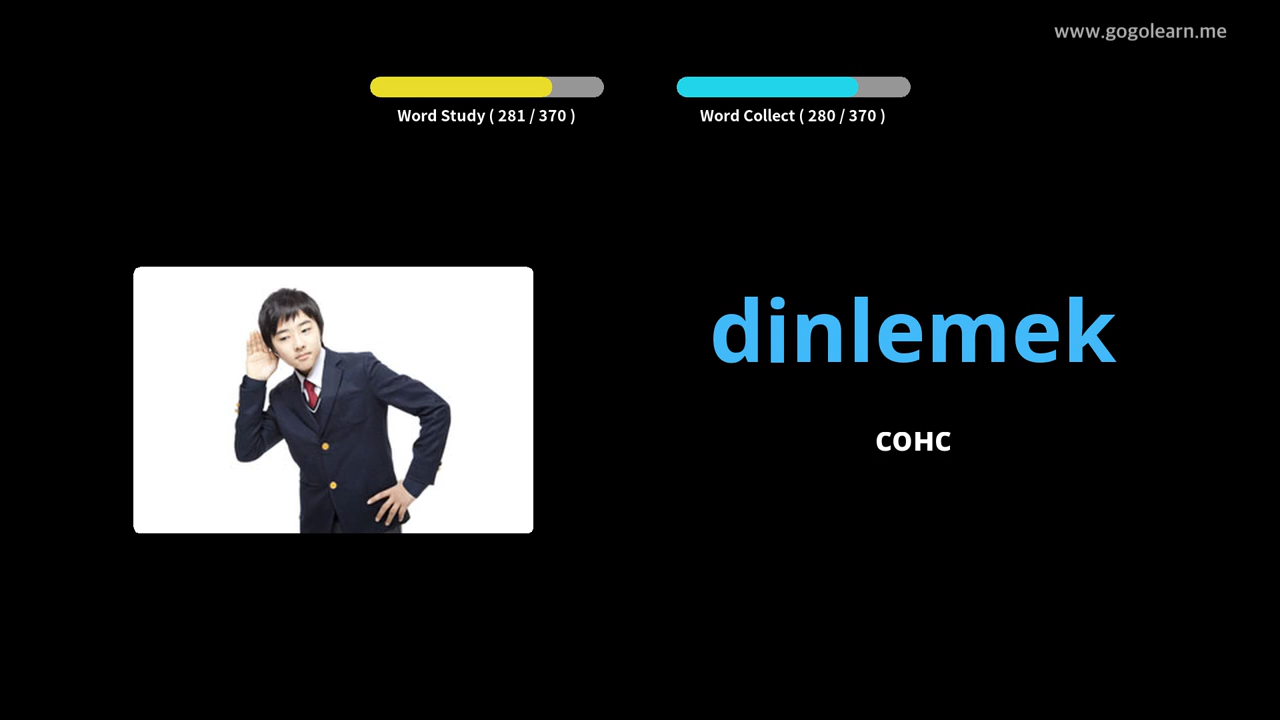 www.gogolearn.me
Word Study ( 281 / 370 )
Word Collect ( 280 / 370 )
dinlemek
сонс